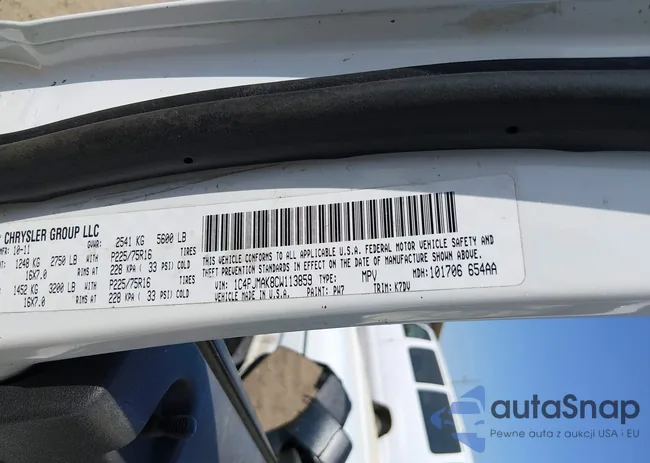 CHRYSLER GROUP LLC
10-11 GVWR: 2541 KG 5600 LB
1248 KG 2750 LB WITH P225/75R16 TIRES
16X7.0 RIMS AT 228 KPA ( 33 PSI) COLD
1452 KG 3200 LB WITH P225/75R16 TIRES
16X7.0 RIMS AT 228 KPA ( 33 PSI) COLD
THIS VEHICLE CONFORMS TO ALL APPLICABLE U.S.A. FEDERAL MOTOR VEHICLE SAFETY AND
THEFT PREVENTION STANDARDS IN EFFECT ON THE DATE OF MANUFACTURE SHOWN ABOVE.
VIN: 1C4FJMAK8CW113859 TYPE: MPV MDH: 101706 654AA
VEHICLE MADE IN U.S.A. PAINT: PW7 TRIM: K7DV
autaSnap
Pewne auta z aukcji USA i EU